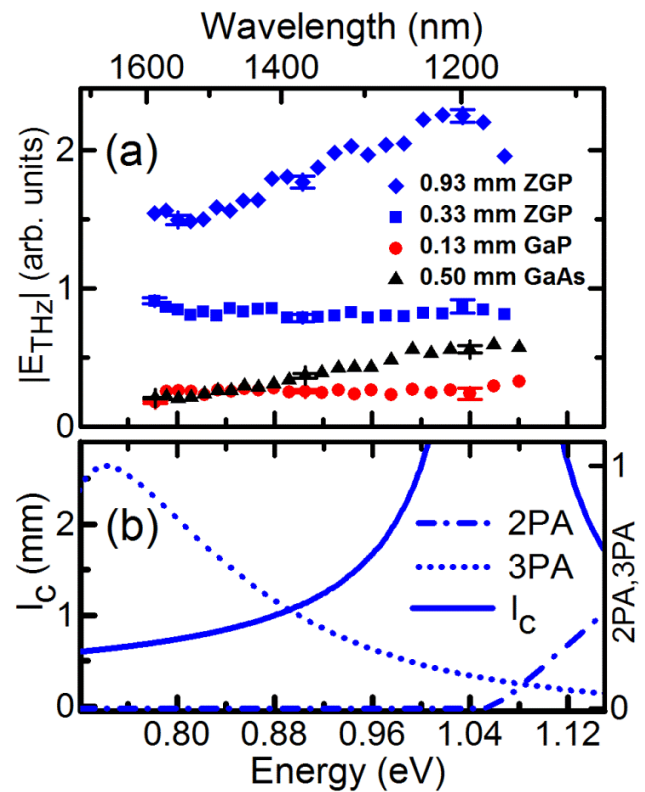 Wavelength (nm)
1600 1400 1200
(a)
|E_THz| (arb. units)
2
1
0
0.93 mm ZGP
0.33 mm ZGP
0.13 mm GaP
0.50 mm GaAs
(b)
l_C (mm)
2
1
0
2PA
3PA
l_C
1
0
2PA,3PA
0.80 0.88 0.96 1.04 1.12
Energy (eV)